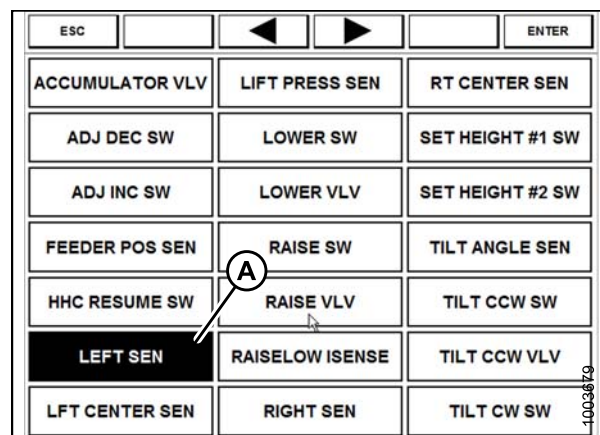 ESC ENTER
ACCUMULATOR VLV LIFT PRESS SEN RT CENTER SEN
ADJ DEC SW LOWER SW SET HEIGHT #1 SW
ADJ INC SW LOWER VLV SET HEIGHT #2 SW
FEEDER POS SEN RAISE SW TILT ANGLE SEN
A
HHC RESUME SW RAISE VLV TILT CCW SW
LEFT SEN RAISELOW ISENSE TILT CCW VLV
LFT CENTER SEN RIGHT SEN TILT CW SW
1003679